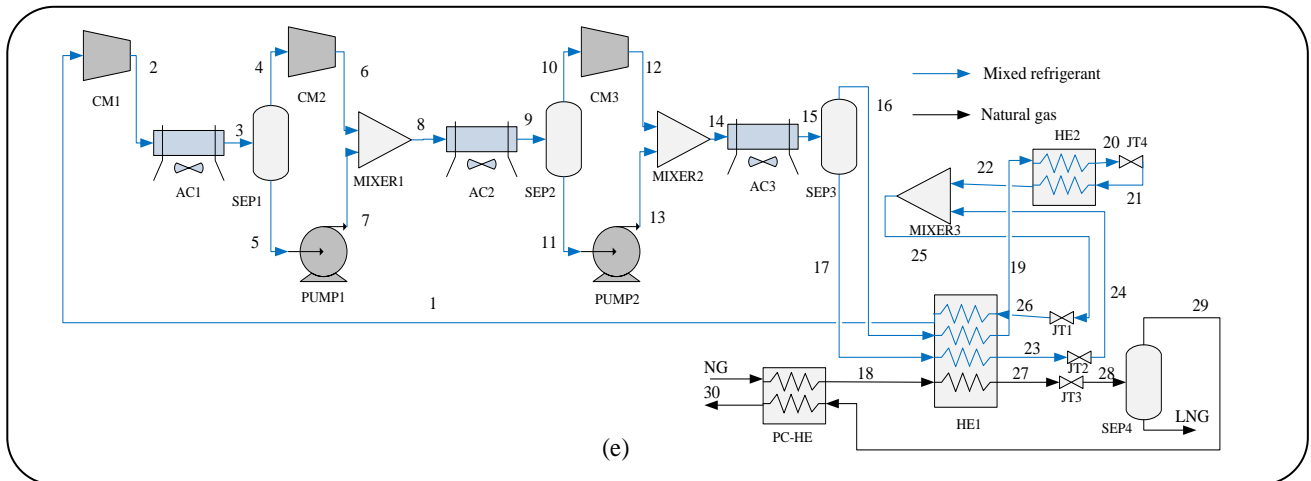 2
4
6
10
12
16
Mixed refrigerant
CM1
CM2
CM3
Natural gas
3
8
9
14
15
HE2
20
JT4
AC1
SEP1
MIXER1
AC2
SEP2
MIXER2
AC3
SEP3
22
21
5
7
11
13
17
MIXER3
25
19
24
PUMP1
PUMP2
1
26
29
JT1
23
JT2
NG
18
27
28
30
JT3
LNG
PC-HE
HE1
SEP4
(e)